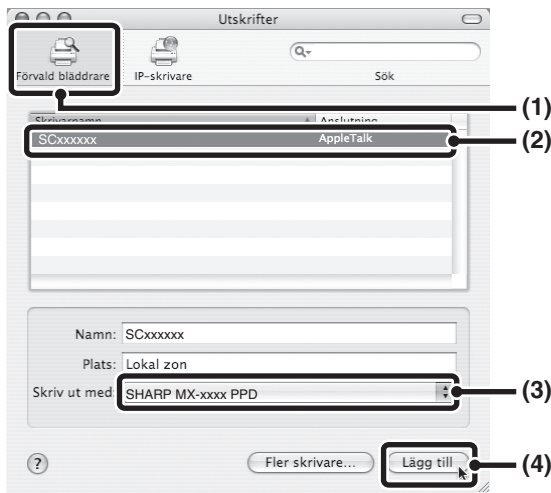 Utskrifter
Förvald bläddrare
IP-skrivare
Sök
(1)
Skrivarnamn
Anslutning
SCxxxxxx
AppleTalk
(2)
Namn: SCxxxxxx
Plats: Lokal zon
Skriv ut med: SHARP MX-xxxx PPD
(3)
?
Fler skrivare...
Lägg till
(4)